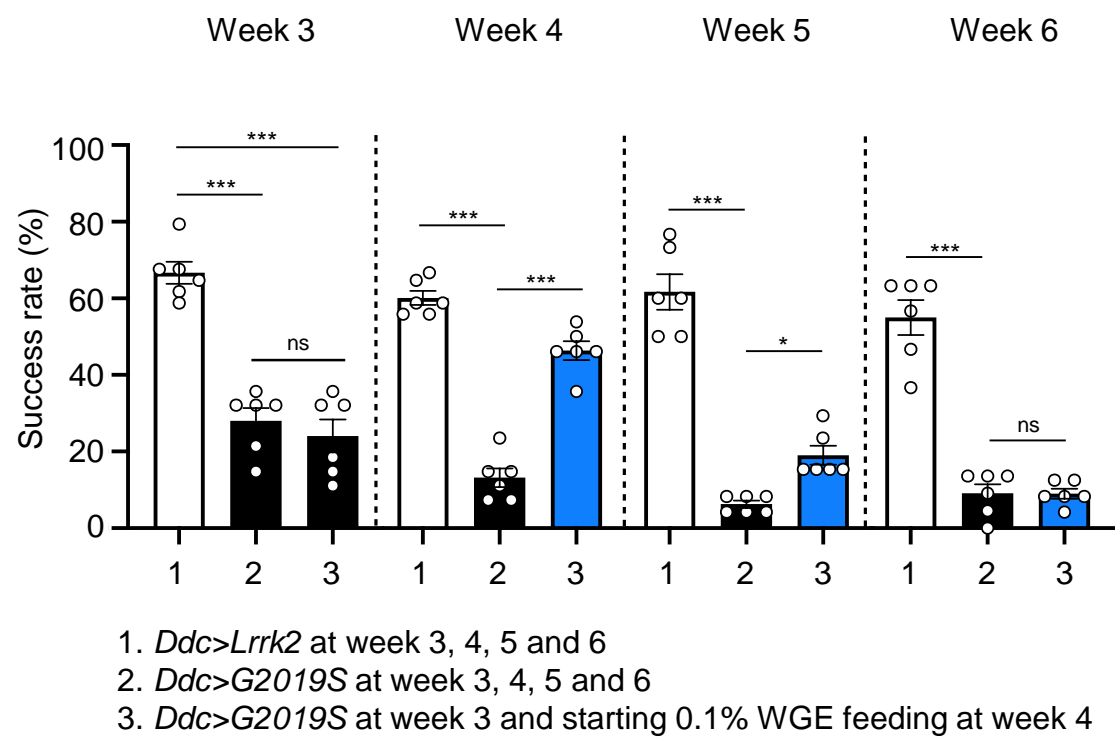 Week 3 Week 4 Week 5 Week 6
Success rate (%)
100
80
60
40
20
0
*** *** ns
*** ***
*** *
*** ns
1 2 3 1 2 3 1 2 3 1 2 3
1. Ddc>Lrrk2 at week 3, 4, 5 and 6
2. Ddc>G2019S at week 3, 4, 5 and 6
3. Ddc>G2019S at week 3 and starting 0.1% WGE feeding at week 4